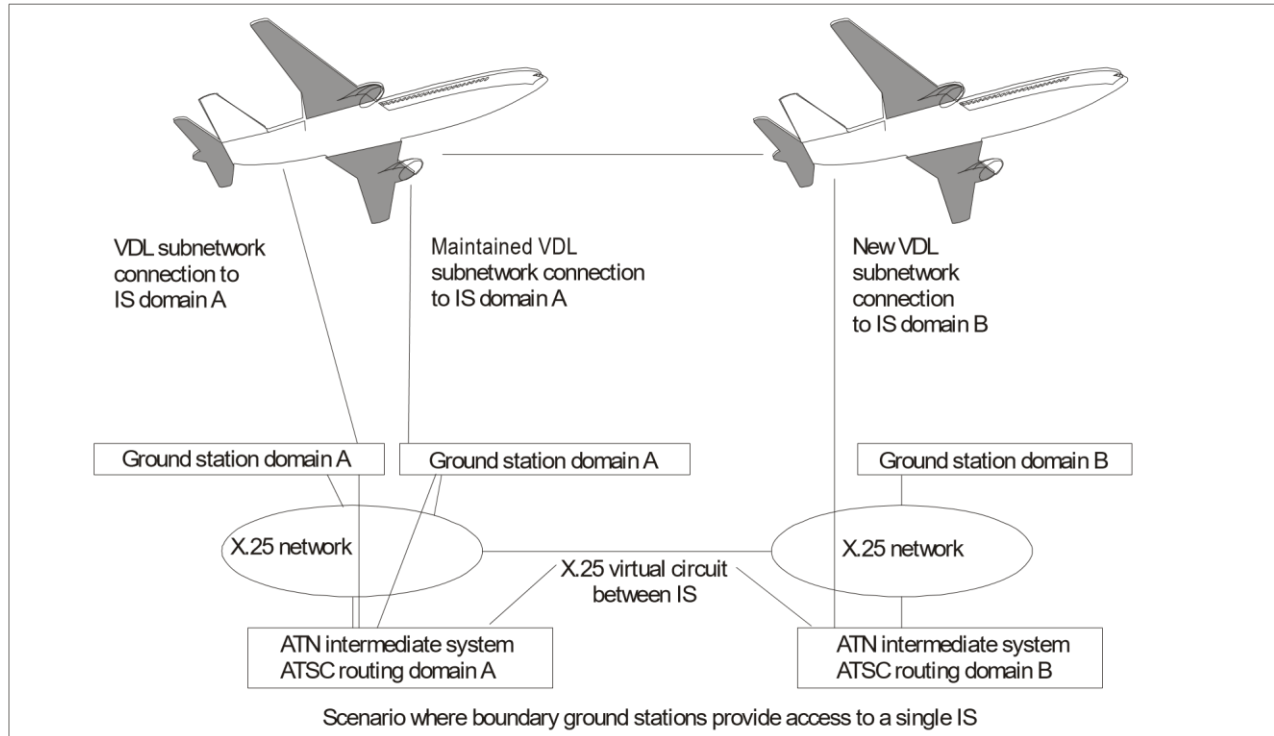 VDL subnetwork
connection to
IS domain A
Maintained VDL
subnetwork connection
to IS domain A
New VDL
subnetwork
connection
to IS domain B
Ground station domain A
Ground station domain A
Ground station domain B
X.25 network
X.25 network
X.25 virtual circuit
between IS
ATN intermediate system
ATSC routing domain A
ATN intermediate system
ATSC routing domain B
Scenario where boundary ground stations provide access to a single IS